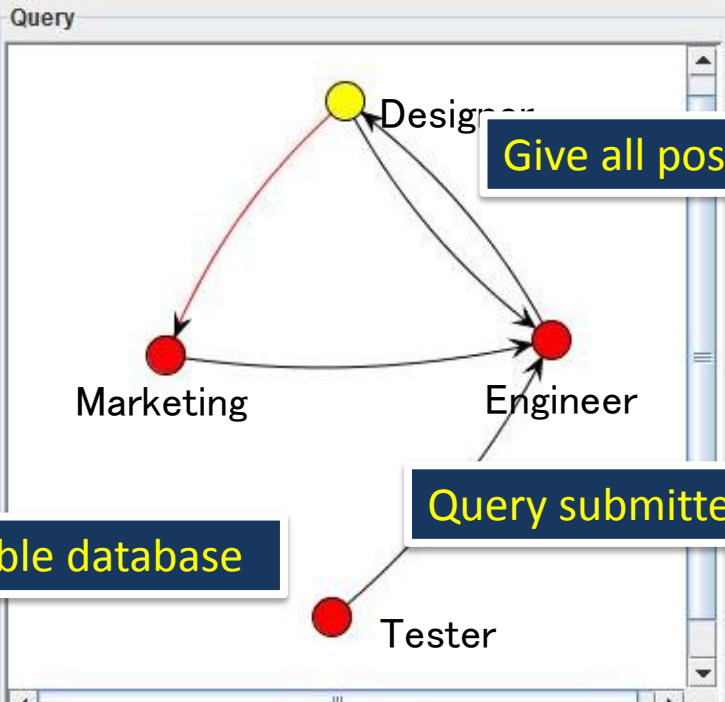 Query
Designer
Give all pos
Marketing
Engineer
Query submitte
ble database
Tester